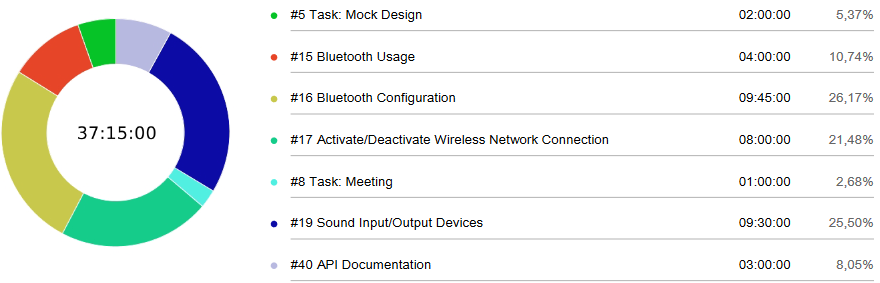 37:15:00
#5 Task: Mock Design 02:00:00 5,37%
#15 Bluetooth Usage 04:00:00 10,74%
#16 Bluetooth Configuration 09:45:00 26,17%
#17 Activate/Deactivate Wireless Network Connection 08:00:00 21,48%
#8 Task: Meeting 01:00:00 2,68%
#19 Sound Input/Output Devices 09:30:00 25,50%
#40 API Documentation 03:00:00 8,05%